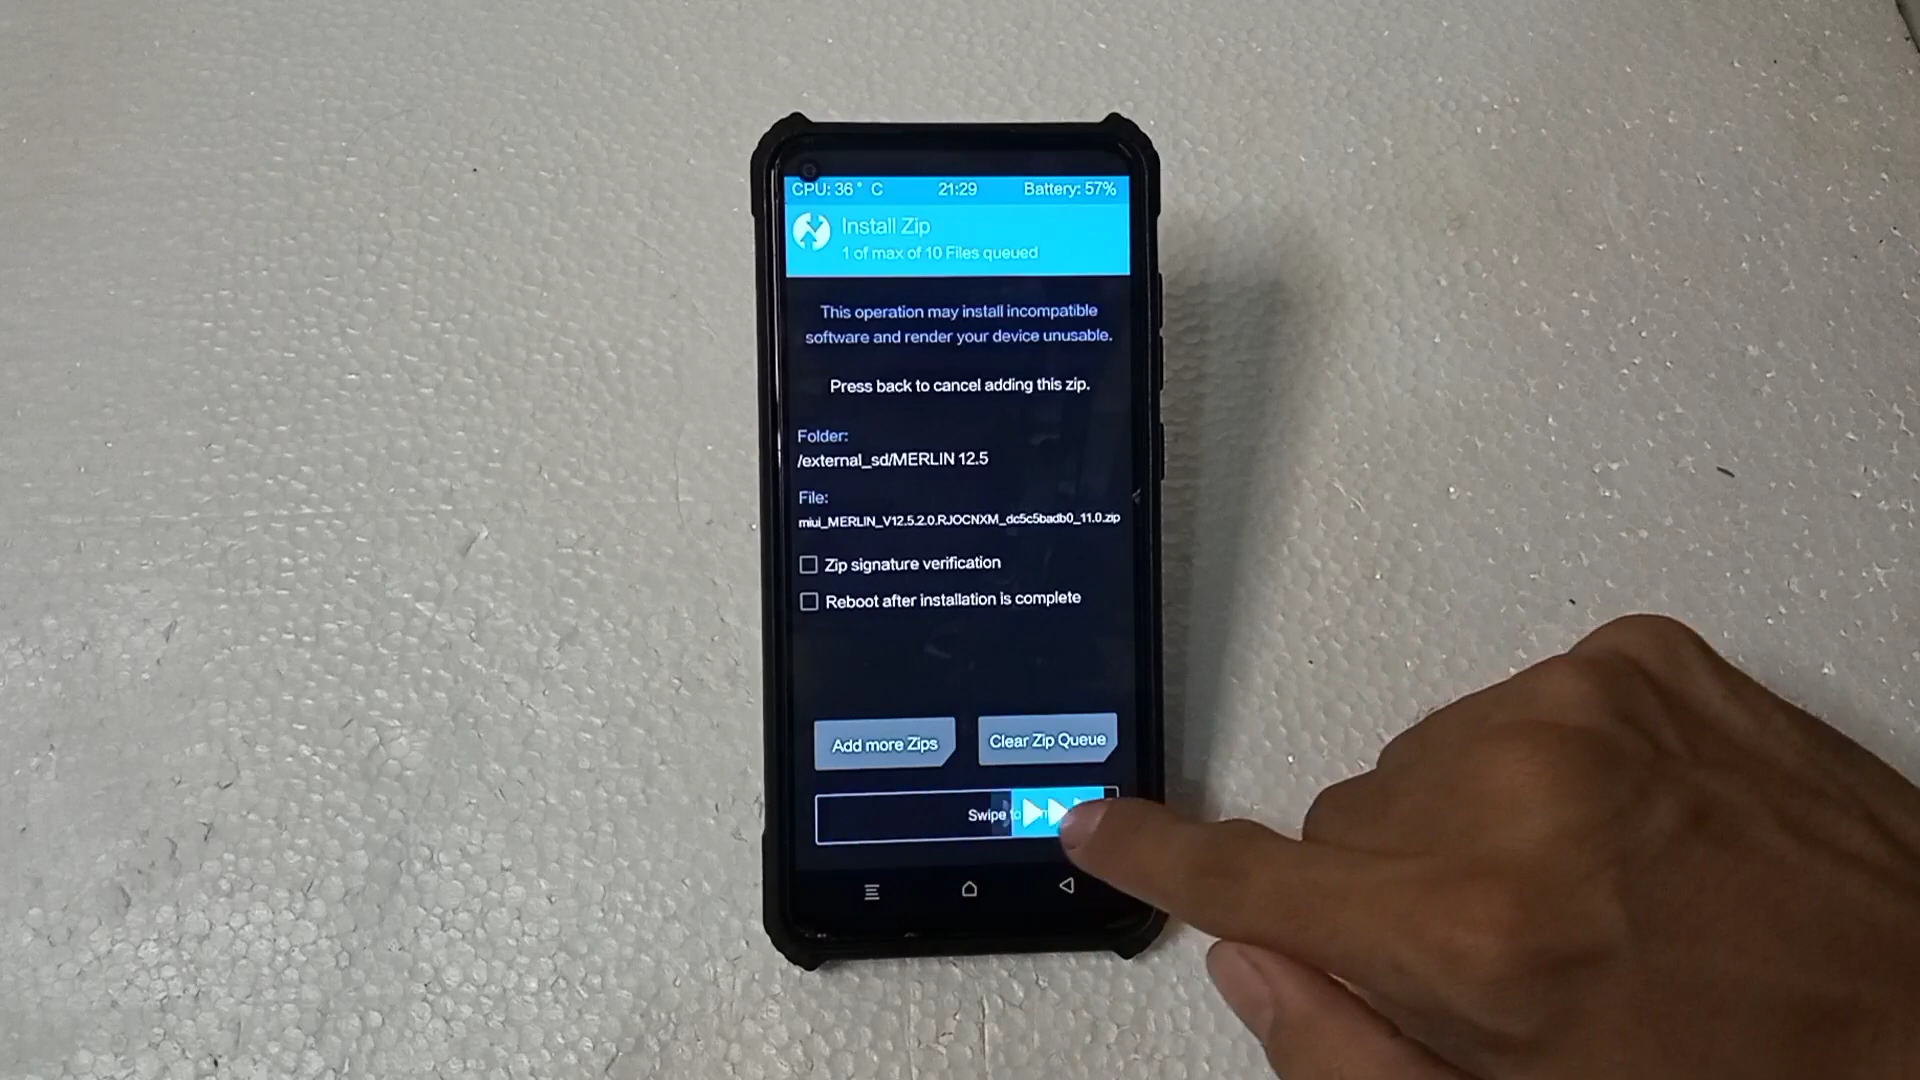 CPU: 36° C 21:29 Battery: 57%
Install Zip
1 of max of 10 Files queued
This operation may install incompatible
software and render your device unusable.
Press back to cancel adding this zip.
Folder:
/external_sd/MERLIN 12.5
File:
miui_MERLIN_V12.5.2.0.RJOCNXM_dc5c5badb0_11.0.zip
Zip signature verification
Reboot after installation is complete
Add more Zips Clear Zip Queue
Swipe to